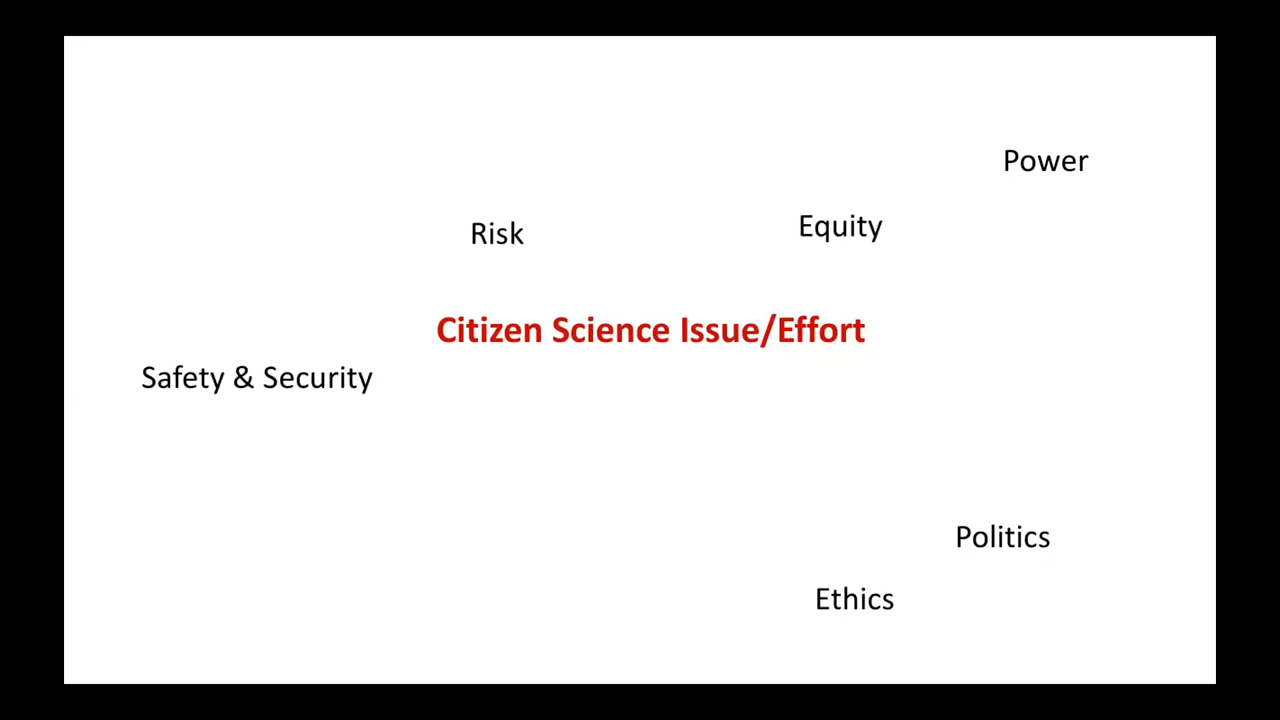 Power
Equity
Risk
Citizen Science Issue/Effort
Safety & Security
Politics
Ethics